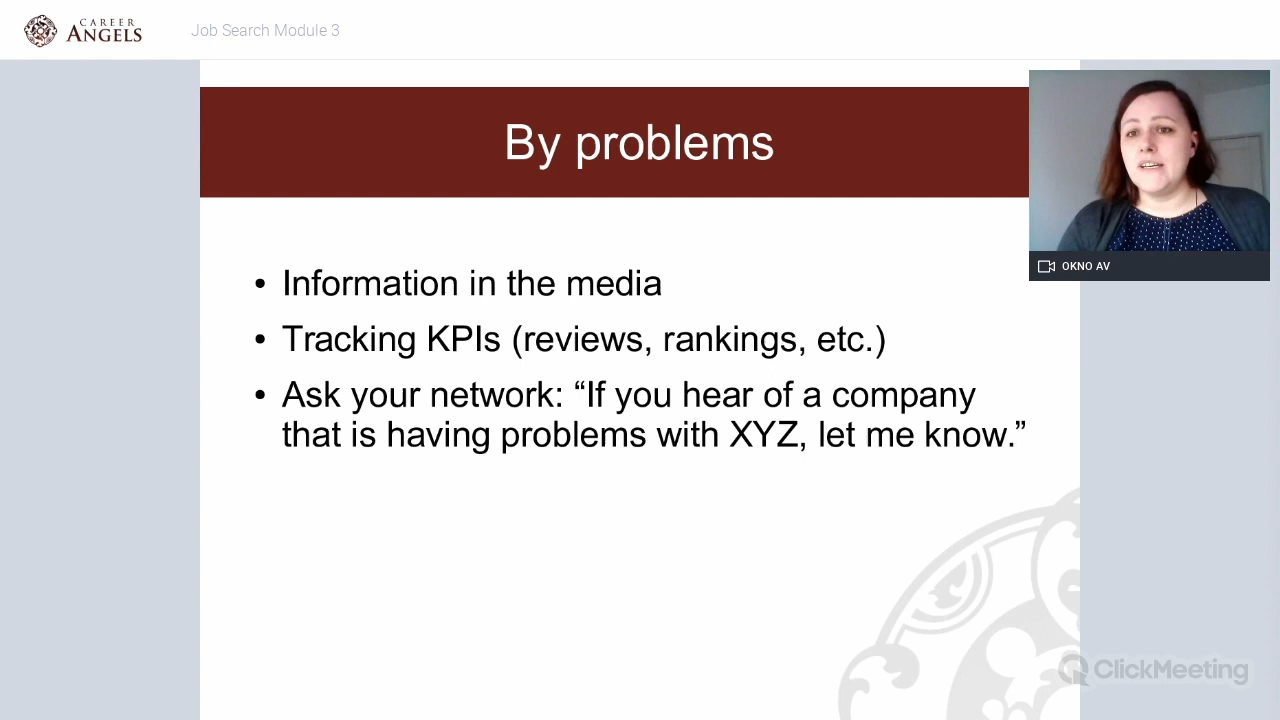 CAREER
ANGELS
Job Search Module 3
By problems
OKNO AV
• Information in the media
• Tracking KPIs (reviews, rankings, etc.)
• Ask your network: “If you hear of a company
that is having problems with XYZ, let me know.”
ClickMeeting